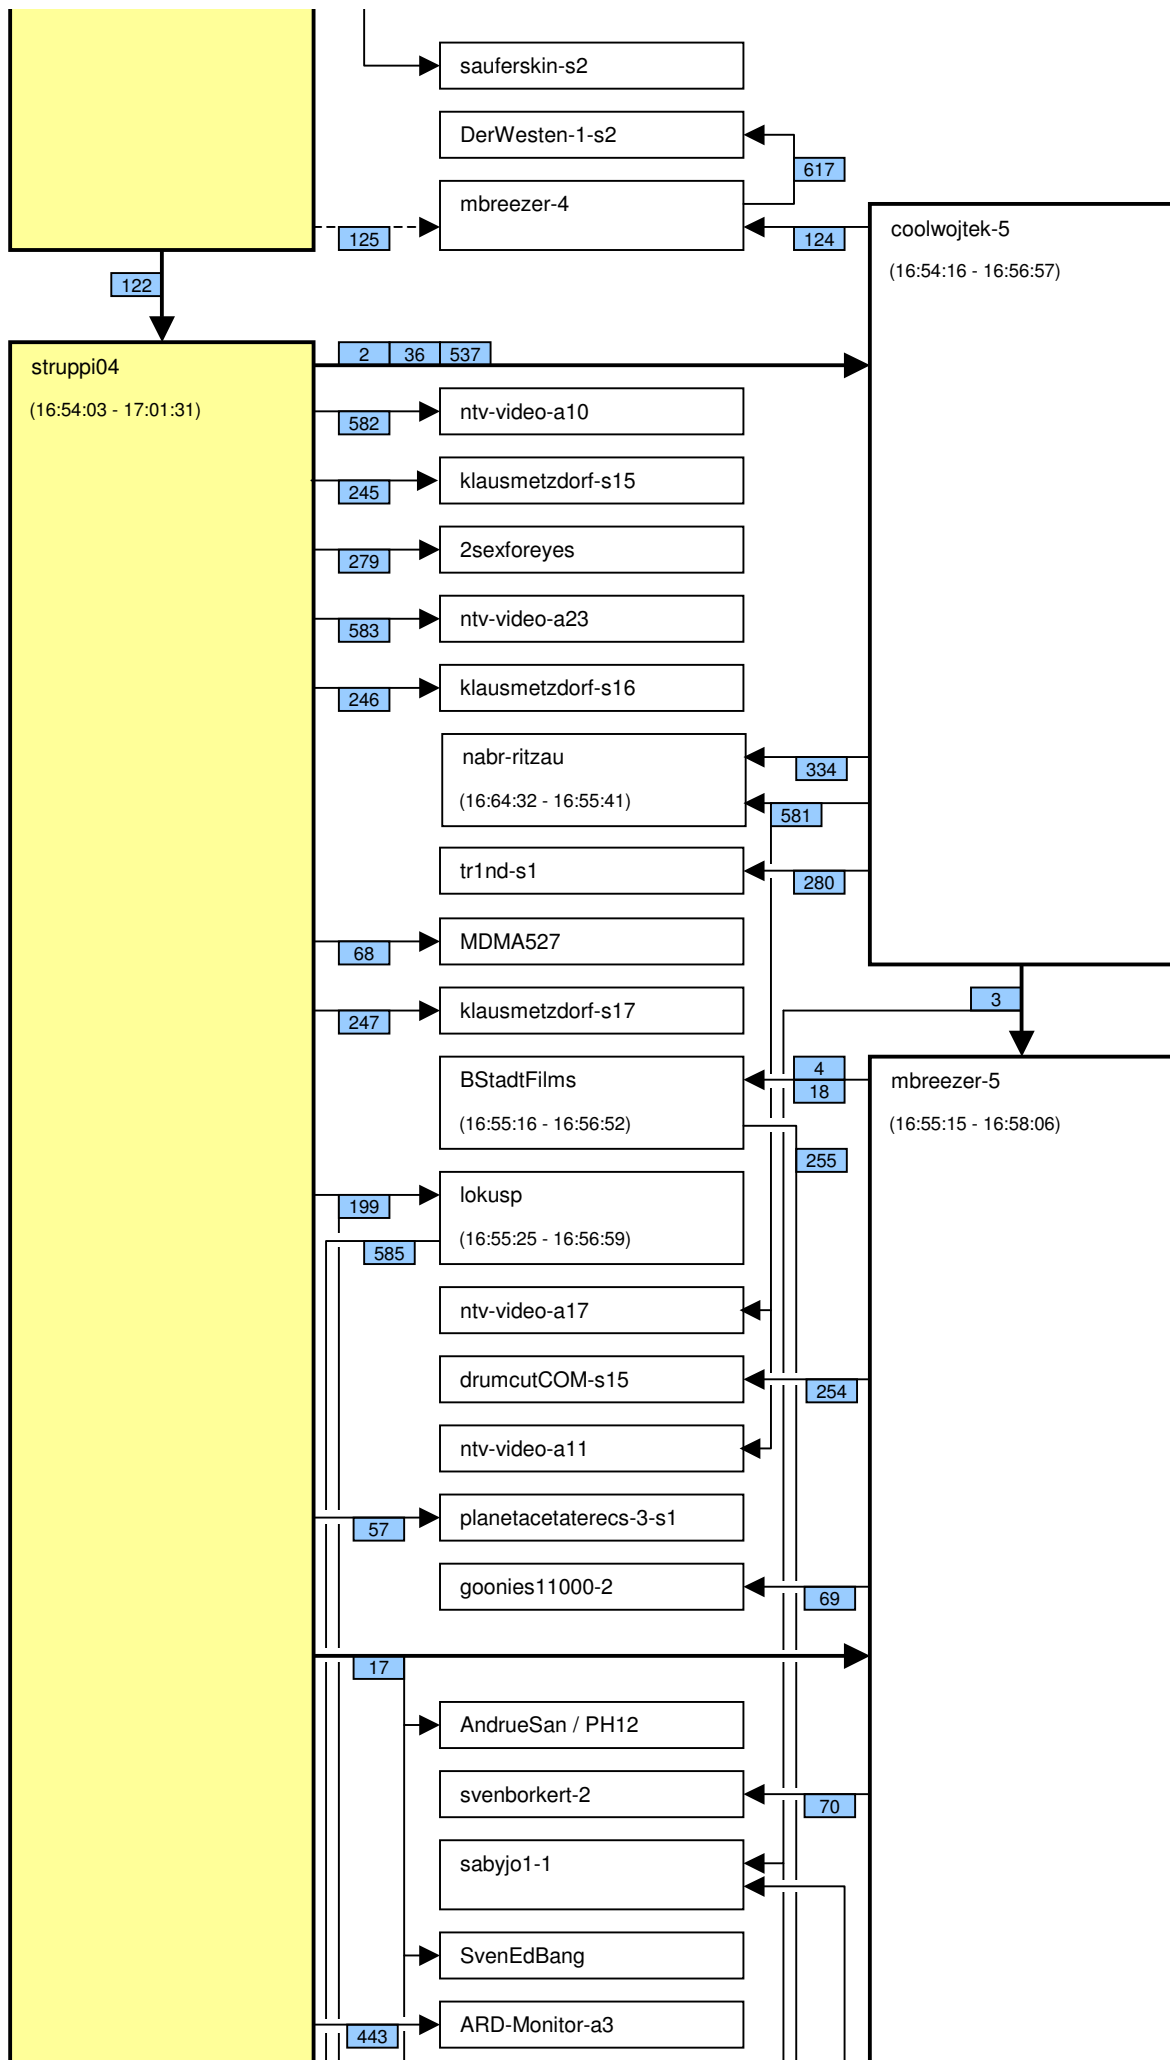 sauferskin-s2
DerWesten-1-s2
617
mbreezer-4
125
124
coolwojtek-5
(16:54:16 - 16:56:57)
122
struppi04
(16:54:03 - 17:01:31)
2 36 537
ntv-video-a10
582
klausmetzdorf-s15
245
2sexforeyes
279
ntv-video-a23
583
klausmetzdorf-s16
246
nabr-ritzau
334
(16:64:32 - 16:55:41)
581
tr1nd-s1
280
MDMA527
68
3
klausmetzdorf-s17
247
BStadtFilms
4
18
mbreezer-5
(16:55:16 - 16:56:52)
(16:55:15 - 16:58:06)
255
lokusp
199
(16:55:25 - 16:56:59)
585
ntv-video-a17
drumcutCOM-s15
254
ntv-video-a11
planetacetaterecs-3-s1
57
goonies11000-2
69
17
AndrueSan / PH12
svenborkert-2
70
sabyjo1-1
SvenEdBang
ARD-Monitor-a3
443